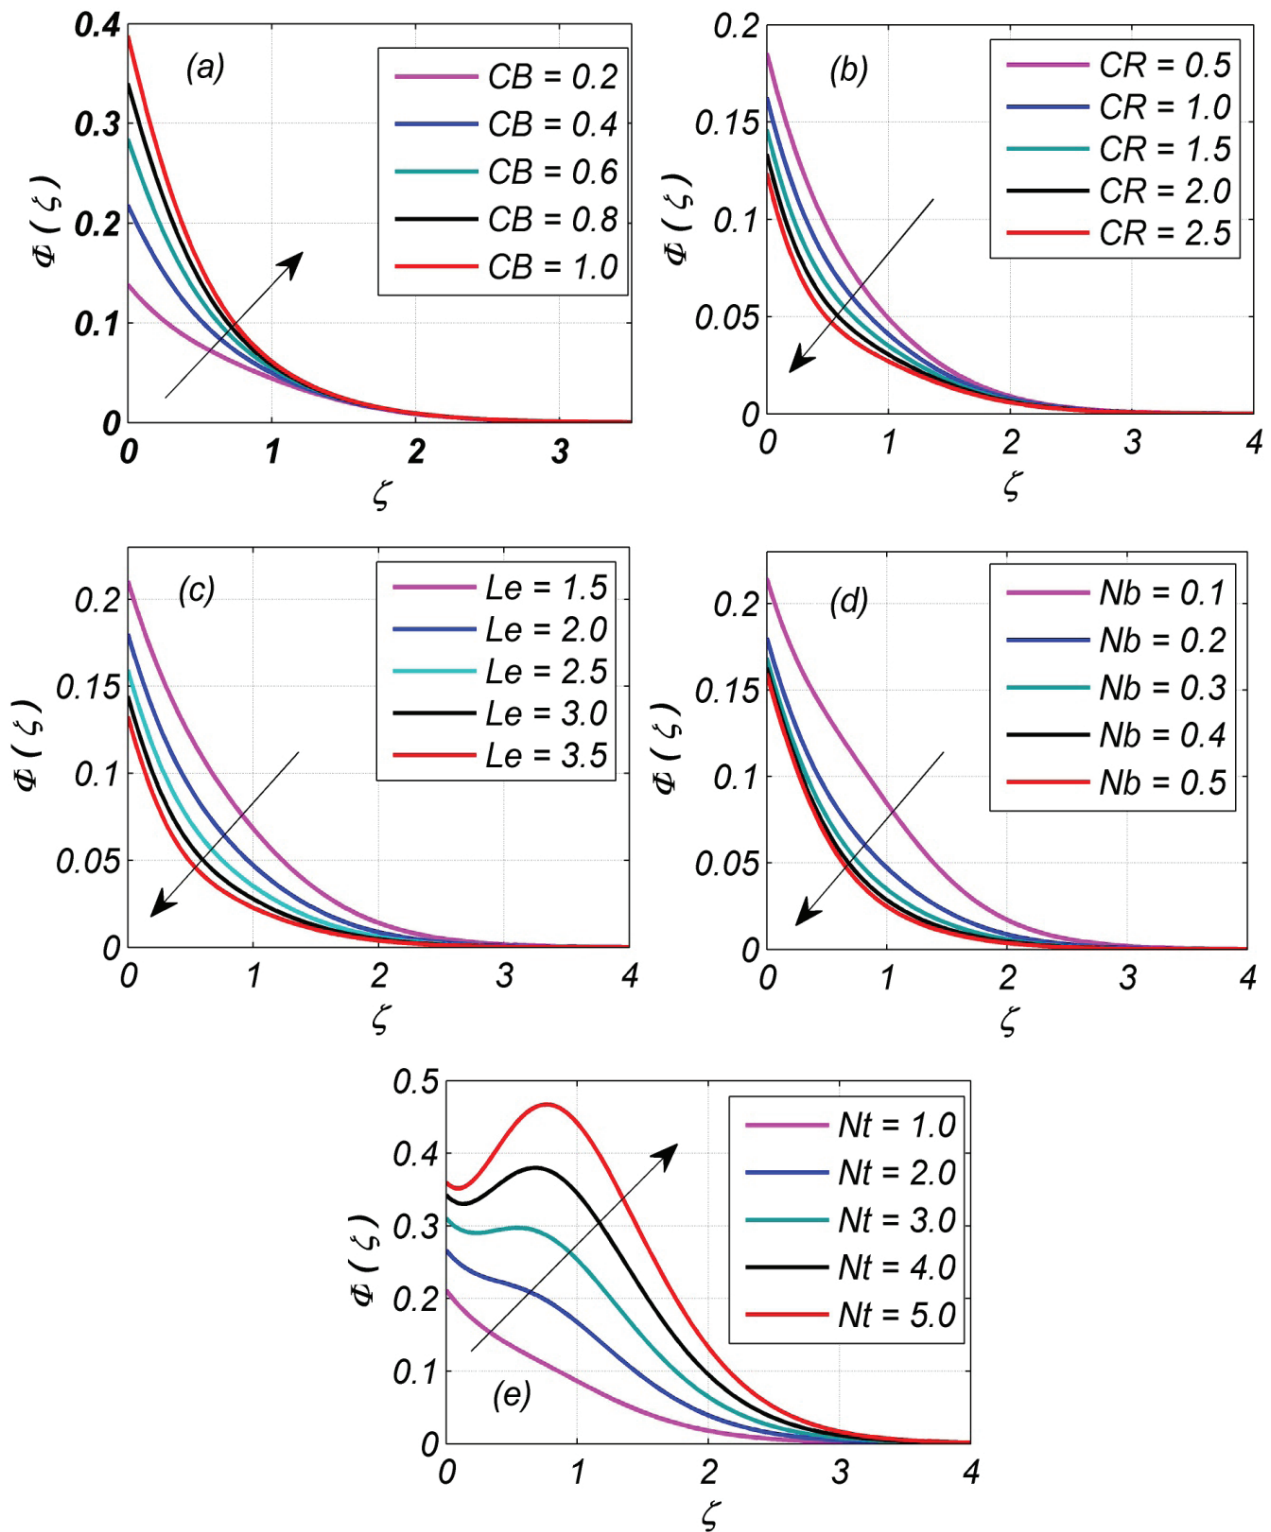 (a)
CB = 0.2
CB = 0.4
CB = 0.6
CB = 0.8
CB = 1.0
0.4
0.3
0.2
0.1
0
Φ ( ζ )
0 1 2 3
ζ
(b)
CR = 0.5
CR = 1.0
CR = 1.5
CR = 2.0
CR = 2.5
0.2
0.15
0.1
0.05
0
Φ ( ζ )
0 1 2 3 4
ζ
(c)
Le = 1.5
Le = 2.0
Le = 2.5
Le = 3.0
Le = 3.5
0.2
0.15
0.1
0.05
0
Φ ( ζ )
0 1 2 3 4
ζ
(d)
Nb = 0.1
Nb = 0.2
Nb = 0.3
Nb = 0.4
Nb = 0.5
0.2
0.15
0.1
0.05
0
Φ ( ζ )
0 1 2 3 4
ζ
Nt = 1.0
Nt = 2.0
Nt = 3.0
Nt = 4.0
Nt = 5.0
(e)
0.5
0.4
0.3
0.2
0.1
0
Φ ( ζ )
0 1 2 3 4
ζ